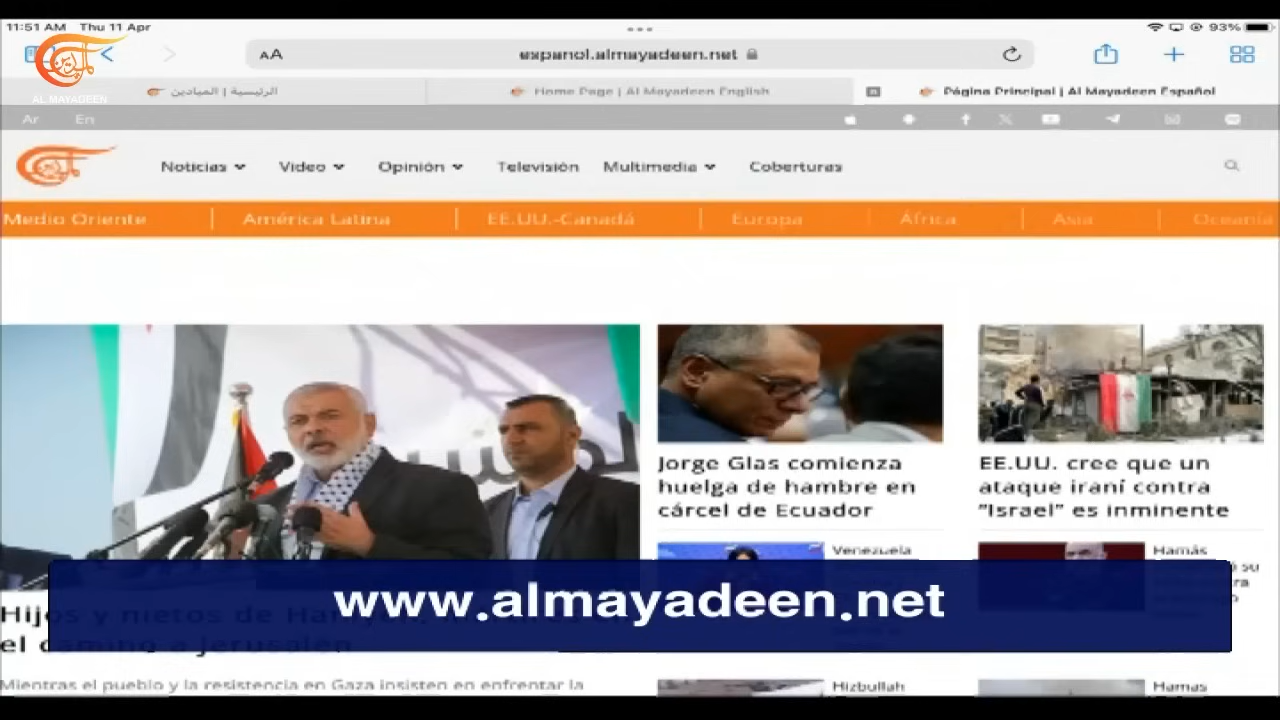 11:51 AM Thu 11 Apr
93%
AA
espanol.almayadeen.net
AL MAYADEEN
الرئيسية | الميادين
Home Page | Al Mayadeen English
Página Principal | Al Mayadeen Español
Ar En
Noticias Video Opinión Televisión Multimedia Coberturas
Medio Oriente América Latina EE.UU.-Canadá Europa África Asia Oceanía
Jorge Glas comienza
huelga de hambre en
cárcel de Ecuador
EE.UU. cree que un
ataque iraní contra
"Israel" es inminente
Venezuela
Hamás
www.almayadeen.net
Hijos y nietos de
el camino a Jerusalén
Mientras el pueblo y la resistencia en Gaza insisten en enfrentar la
Hizbullah
Hamas